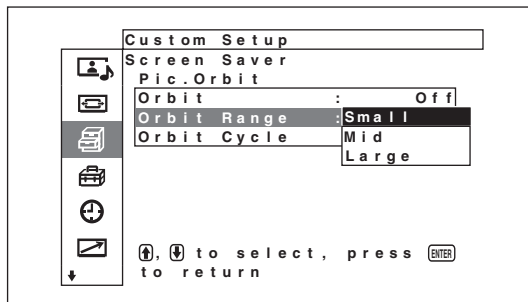 Custom Setup
Screen Saver
Pic.Orbit
Orbit : Off
Orbit Range : Small
Orbit Cycle Mid
Large
↑, ↓ to select, press ENTER
to return